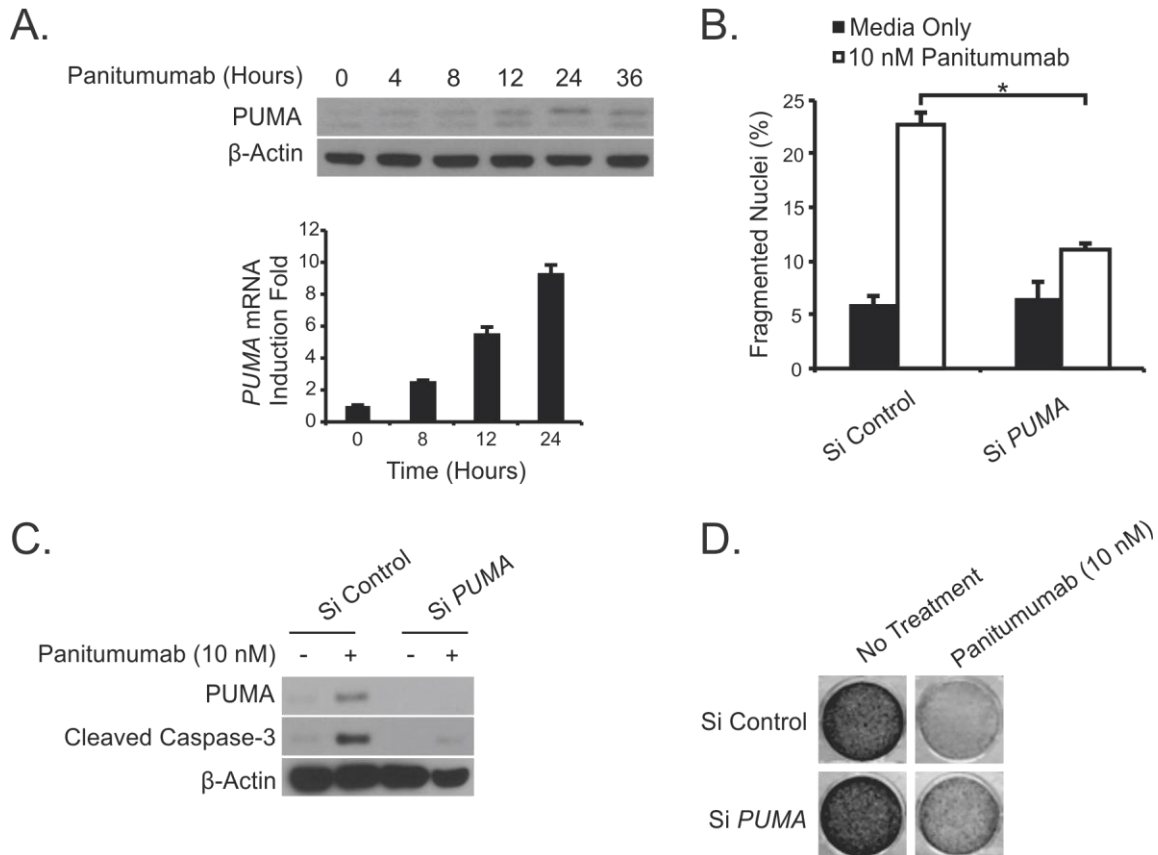 A.
Panitumumab (Hours) 0 4 8 12 24 36
PUMA
β-Actin
12
10
8
6
4
2
0
PUMA mRNA
Induction Fold
0 8 12 24
Time (Hours)
B.
Media Only
10 nM Panitumumab
*
25
20
15
10
5
0
Fragmented Nuclei (%)
Si Control
Si PUMA
C.
Si Control
Si PUMA
Panitumumab (10 nM) - + - +
PUMA
Cleaved Caspase-3
β-Actin
D.
No Treatment
Panitumumab (10 nM)
Si Control
Si PUMA